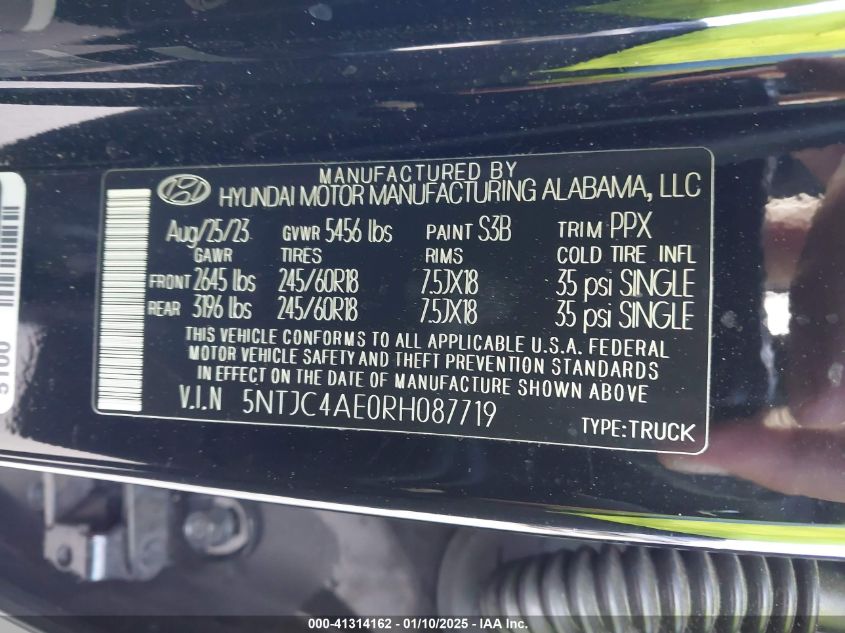 MANUFACTURED BY
HYUNDAI MOTOR MANUFACTURING ALABAMA, LLC
Aug/25/23 GVWR 5456 lbs PAINT S3B TRIM PPX
GAWR TIRES RIMS COLD TIRE INFL
FRONT 2645 lbs 245/60R18 7.5JX18 35 psi SINGLE
REAR 3196 lbs 245/60R18 7.5JX18 35 psi SINGLE
THIS VEHICLE CONFORMS TO ALL APPLICABLE U.S.A. FEDERAL
MOTOR VEHICLE SAFETY AND THEFT PREVENTION STANDARDS
IN EFFECT ON THE DATE OF MANUFACTURE SHOWN ABOVE
V.I.N 5NTJC4AE0RH087719
TYPE:TRUCK
5100
000-41314162 — 01/10/2025 — IAA Inc.